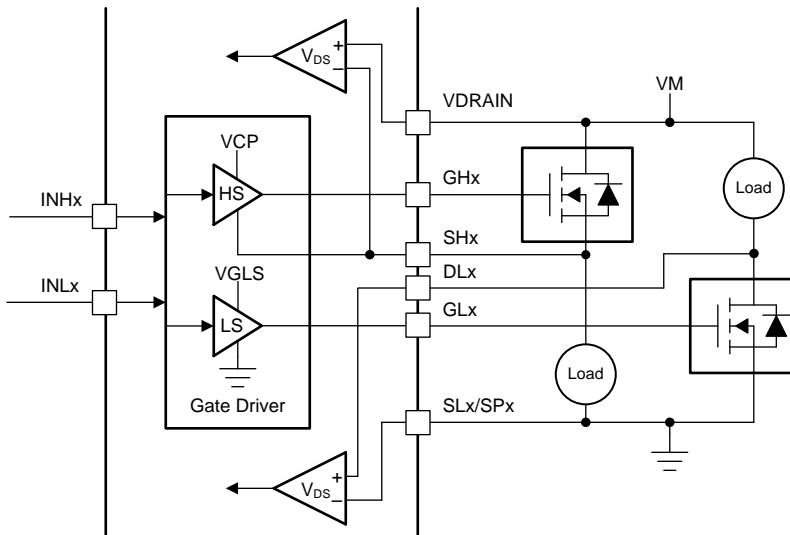 VDS
+
−
VDRAIN
VM
VCP
HS
GHx
Load
INHx
SHx
DLx
VGLS
INLx
LS
GLx
Load
Gate Driver
SLx/SPx
VDS
+
−